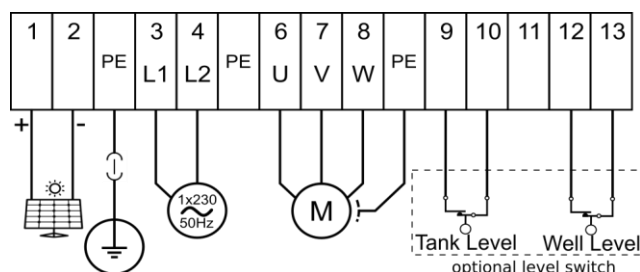 1 2 3 4 6 7 8 9 10 11 12 13
PE L1 L2 PE U V W PE
+ -
1x230
50Hz
M
Tank Level Well Level
optional level switch